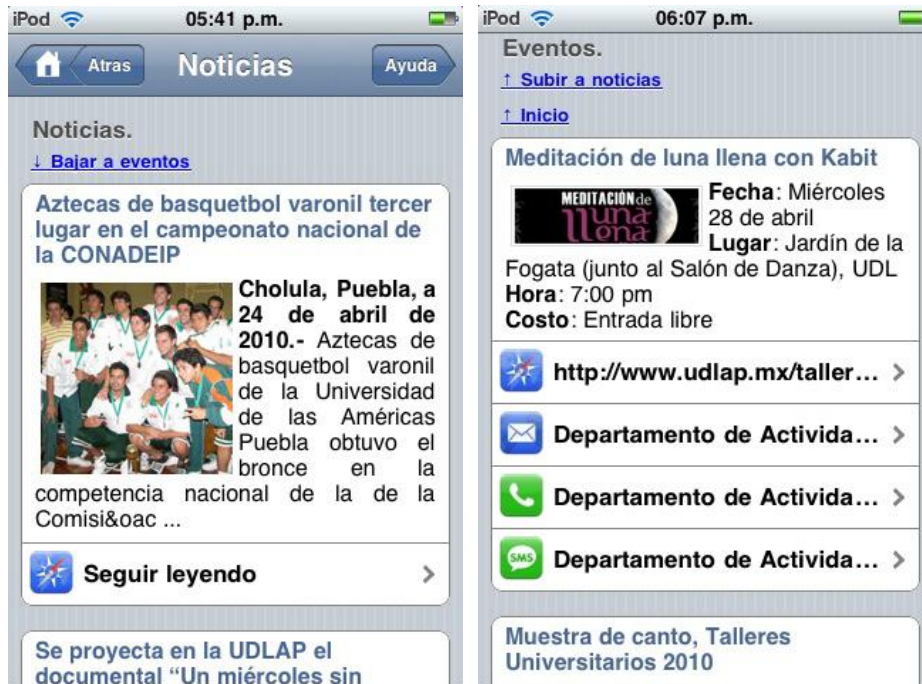 iPod 05:41 p.m.
Atras Noticias Ayuda
Noticias.
↓ Bajar a eventos
Aztecas de basquetbol varonil tercer
lugar en el campeonato nacional de
la CONADEIP
Cholula, Puebla, a
24 de abril de
2010.- Aztecas de
basquetbol varonil
de la Universidad
de las Américas
Puebla obtuvo el
bronce en la
competencia nacional de la de la
Comisi&oac ...
Seguir leyendo
Se proyecta en la UDLAP el
documental “Un miércoles sin
iPod 06:07 p.m.
Eventos.
↑ Subir a noticias
↑ Inicio
Meditación de luna llena con Kabit
MEDITACIÓN de
lluna
llena
Fecha: Miércoles
28 de abril
Lugar: Jardín de la
Fogata (junto al Salón de Danza), UDL
Hora: 7:00 pm
Costo: Entrada libre
http://www.udlap.mx/taller...
Departamento de Activida...
Departamento de Activida...
SMS Departamento de Activida...
Muestra de canto, Talleres
Universitarios 2010